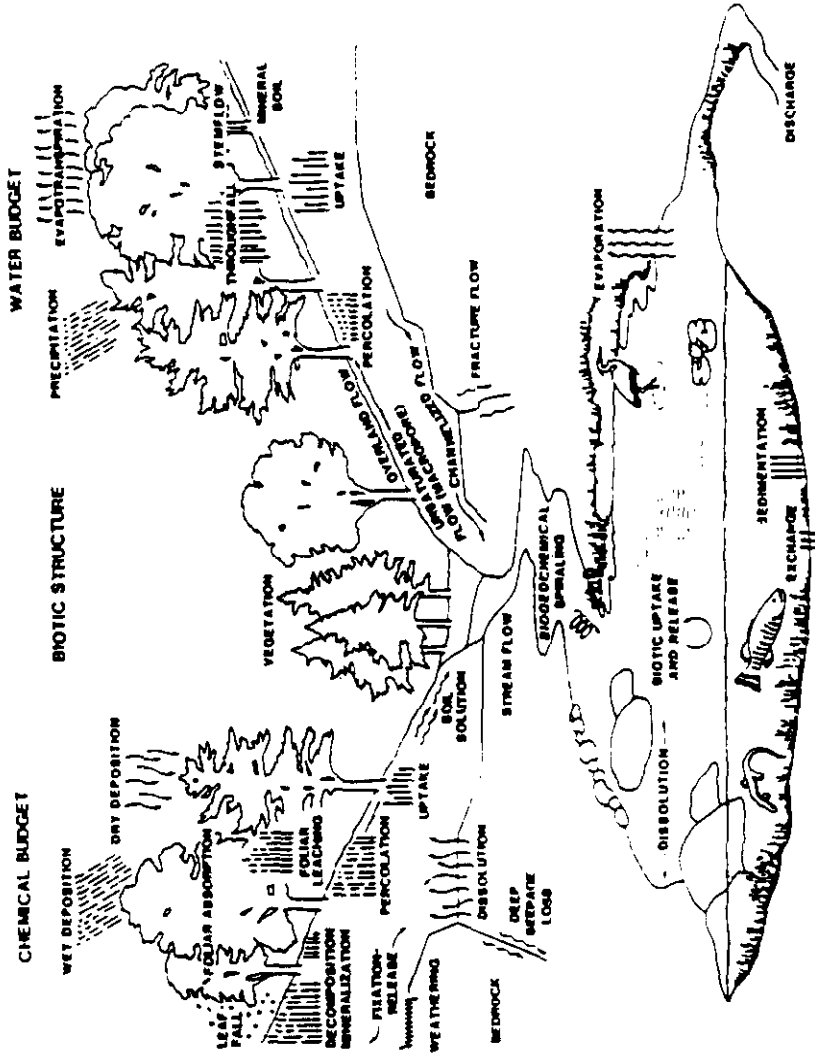 CHEMICAL BUDGET
BIOTIC STRUCTURE
WATER BUDGET
WET DEPOSITION
DRY DEPOSITION
PRECIPITATION
EVAPOTRANSPIRATION
LEAF
FALL
FOLIAR ABSORPTION
FOLIAR
LEACHING
VEGETATION
THROUGHFALL
STEMFLOW
MINERAL
SOIL
DECOMPOSITION
MINERALIZATION
PERCOLATION
UPTAKE
OVERLAND FLOW
UNSATURATED
FLOW (MACROPORE)
CHANNELIZED FLOW
PERCOLATION
UPTAKE
FIXATION-
RELEASE
WEATHERING
BEDROCK
DISSOLUTION
DEEP
SEEPAGE
LOSS
SOIL
SOLUTION
STREAM FLOW
FRACTURE FLOW
BEDROCK
BIOGEOCHEMICAL
SPIRALING
EVAPORATION
DISSOLUTION
BIOTIC UPTAKE
AND RELEASE
EXCHANGE
SEDIMENTATION
DISCHARGE